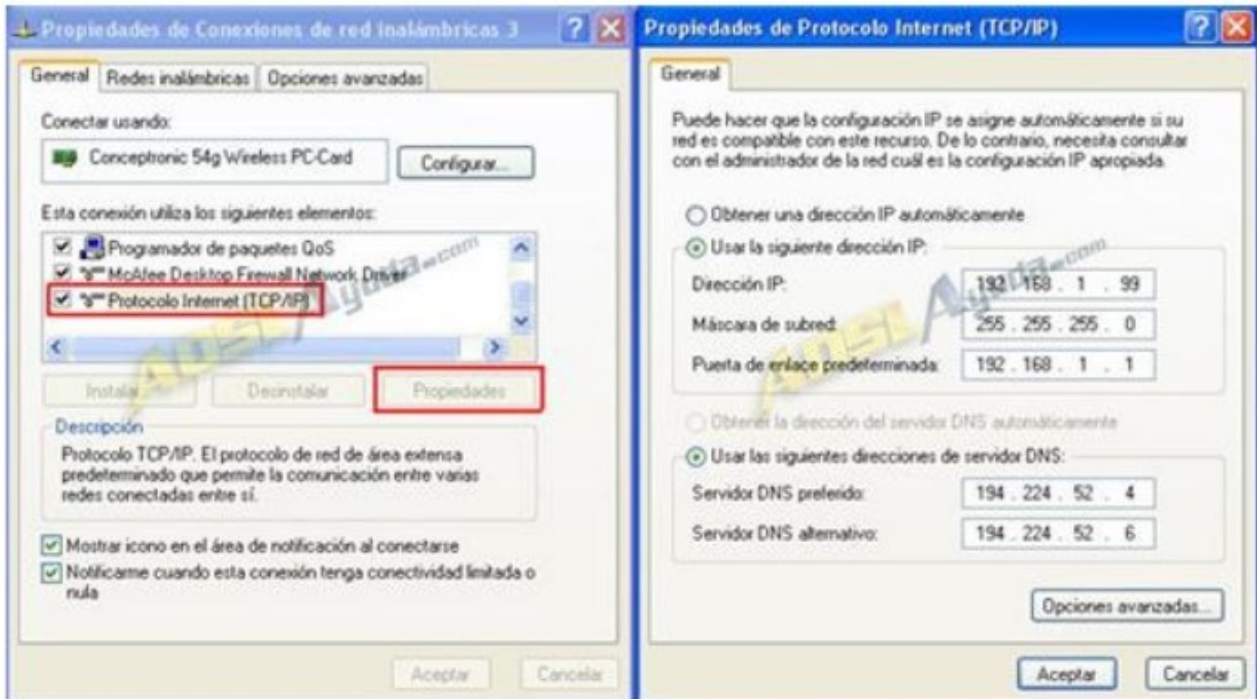 Propiedades de Conexiones de red inalámbricas 3
General
Redes inalámbricas
Opciones avanzadas
Conectar usando:
Conceptronic 54g Wireless PC-Card
Configurar...
Esta conexión utiliza los siguientes elementos:
Programador de paquetes QoS
McAfee Desktop Firewall Network Driver
Protocolo Internet (TCP/IP)
Instalar
Desinstalar
Propiedades
Descripción
Protocolo TCP/IP. El protocolo de red de área extensa
predeterminado que permite la comunicación entre varias
redes conectadas entre sí.
Mostrar icono en el área de notificación al conectarse
Notificarme cuando esta conexión tenga conectividad limitada o
nula
Aceptar
Cancelar
ADSLAyuda.com
Propiedades de Protocolo Internet (TCP/IP)
General
Puede hacer que la configuración IP se asigne automáticamente si su
red es compatible con este recurso. De lo contrario, necesita consultar
con el administrador de la red cuál es la configuración IP apropiada.
Obtener una dirección IP automáticamente
Usar la siguiente dirección IP:
Dirección IP: 192 . 168 . 1 . 99
Máscara de subred: 255 . 255 . 255 . 0
Puerta de enlace predeterminada: 192 . 168 . 1 . 1
Obtener la dirección del servidor DNS automáticamente
Usar las siguientes direcciones de servidor DNS:
Servidor DNS preferido: 194 . 224 . 52 . 4
Servidor DNS alternativo: 194 . 224 . 52 . 6
Opciones avanzadas...
Aceptar
Cancelar
ADSLAyuda.com